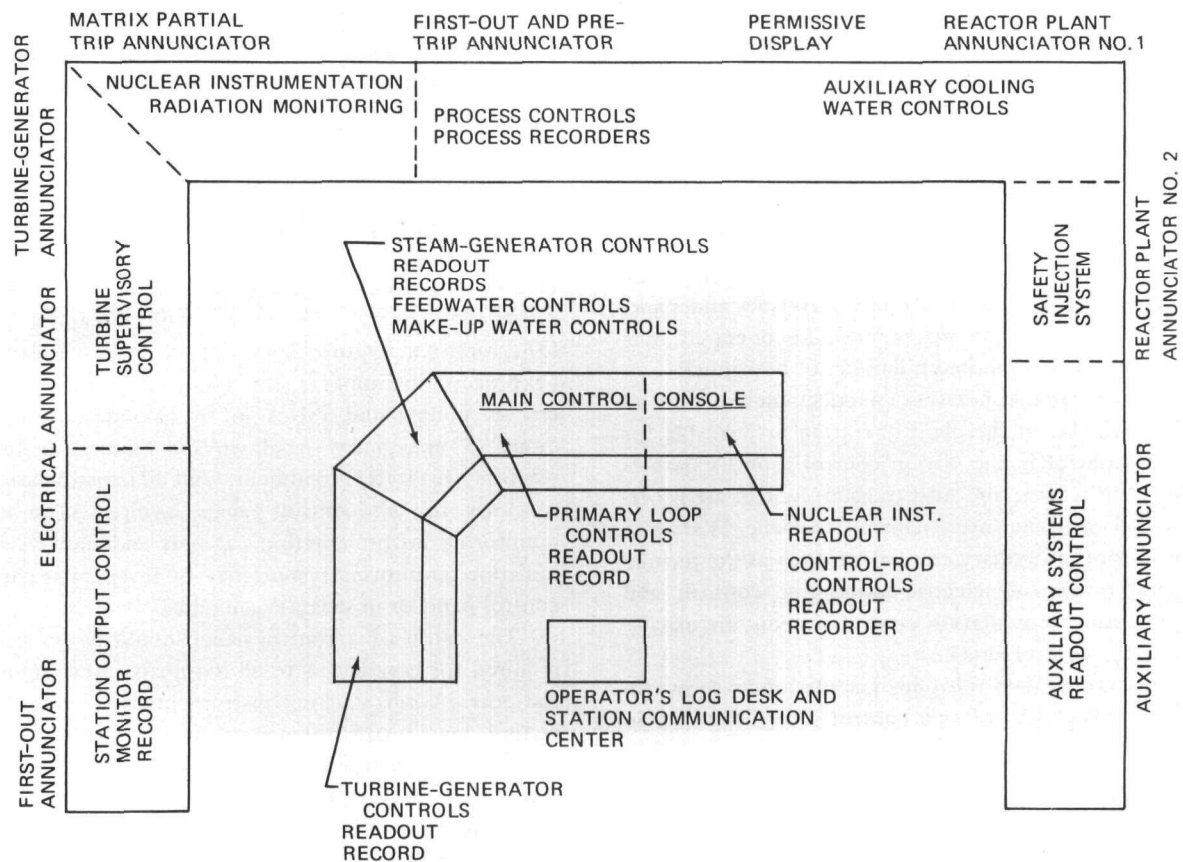 MATRIX PARTIAL
TRIP ANNUNCIATOR
FIRST-OUT AND PRE-
TRIP ANNUNCIATOR
PERMISSIVE
DISPLAY
REACTOR PLANT
ANNUNCIATOR NO. 1
TURBINE-GENERATOR
ANNUNCIATOR
ELECTRICAL ANNUNCIATOR
FIRST-OUT
ANNUNCIATOR
NUCLEAR INSTRUMENTATION
RADIATION MONITORING
PROCESS CONTROLS
PROCESS RECORDERS
AUXILIARY COOLING
WATER CONTROLS
TURBINE
SUPERVISORY
CONTROL
STATION OUTPUT CONTROL
MONITOR
RECORD
STEAM-GENERATOR CONTROLS
READOUT
RECORDS
FEEDWATER CONTROLS
MAKE-UP WATER CONTROLS
MAIN CONTROL CONSOLE
PRIMARY LOOP
CONTROLS
READOUT
RECORD
NUCLEAR INST.
READOUT
CONTROL-ROD
CONTROLS
READOUT
RECORDER
OPERATOR'S LOG DESK AND
STATION COMMUNICATION
CENTER
TURBINE-GENERATOR
CONTROLS
READOUT
RECORD
SAFETY
INJECTION
SYSTEM
AUXILIARY SYSTEMS
READOUT CONTROL
REACTOR PLANT
ANNUNCIATOR NO. 2
AUXILIARY ANNUNCIATOR